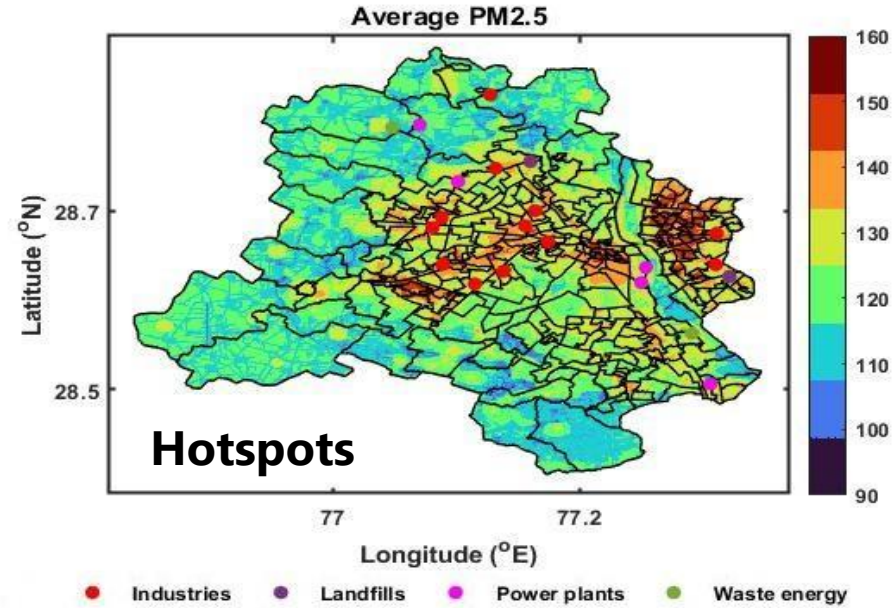 Average PM2.5
160
150
140
130
120
110
100
90
28.7
28.5
Latitude (°N)
Hotspots
77 77.2
Longitude (°E)
Industries Landfills Power plants Waste energy